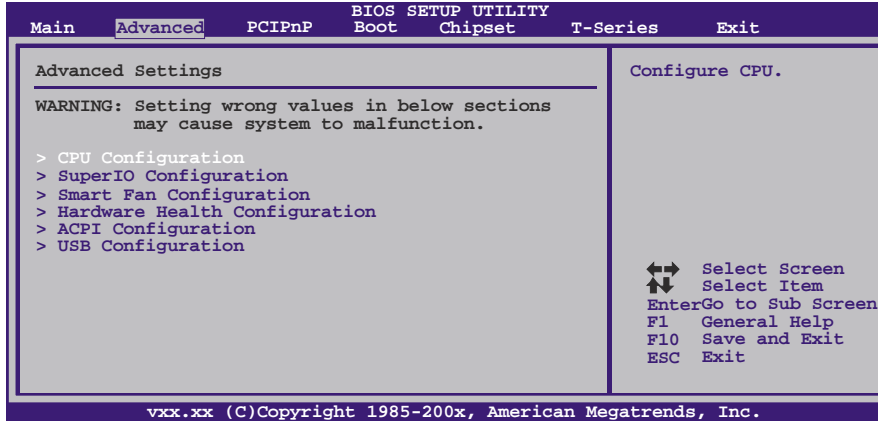 BIOS SETUP UTILITY
Main Advanced PCIPnP Boot Chipset T-Series Exit
Advanced Settings
WARNING: Setting wrong values in below sections
may cause system to malfunction.
> CPU Configuration
> SuperIO Configuration
> Smart Fan Configuration
> Hardware Health Configuration
> ACPI Configuration
> USB Configuration
Configure CPU.
Select Screen
Select Item
EnterGo to Sub Screen
F1 General Help
F10 Save and Exit
ESC Exit
vxx.xx (C)Copyright 1985-200x, American Megatrends, Inc.